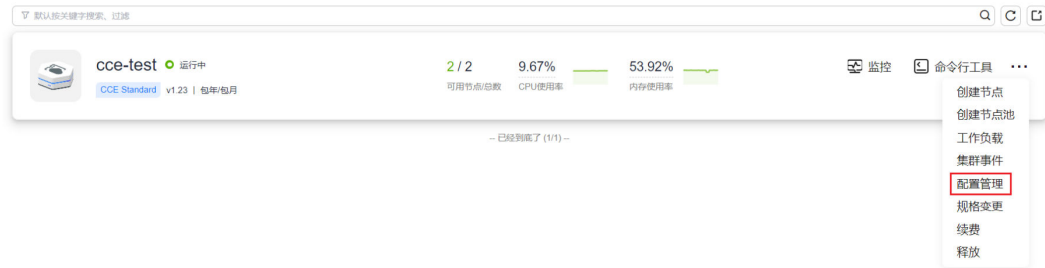 默认按关键字搜索、过滤
cce-test 运行中
CCE Standard v1.23 | 包年/包月
2 / 2 9.67% 53.92%
可用节点/总数 CPU使用率 内存使用率
监控 命令行工具 ...
创建节点
创建节点池
工作负载
集群事件
配置管理
规格变更
续费
释放
-- 已经到底了 (1/1) --